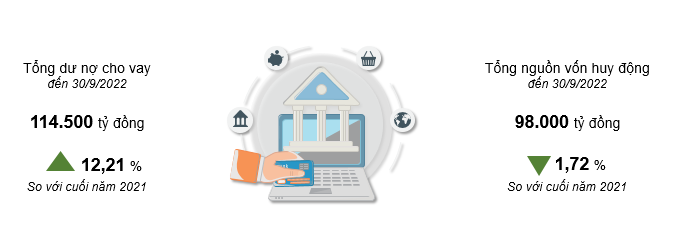 Tổng dư nợ cho vay
đến 30/9/2022
114.500 tỷ đồng
12,21 %
So với cuối năm 2021
Tổng nguồn vốn huy động
đến 30/9/2022
98.000 tỷ đồng
1,72 %
So với cuối năm 2021